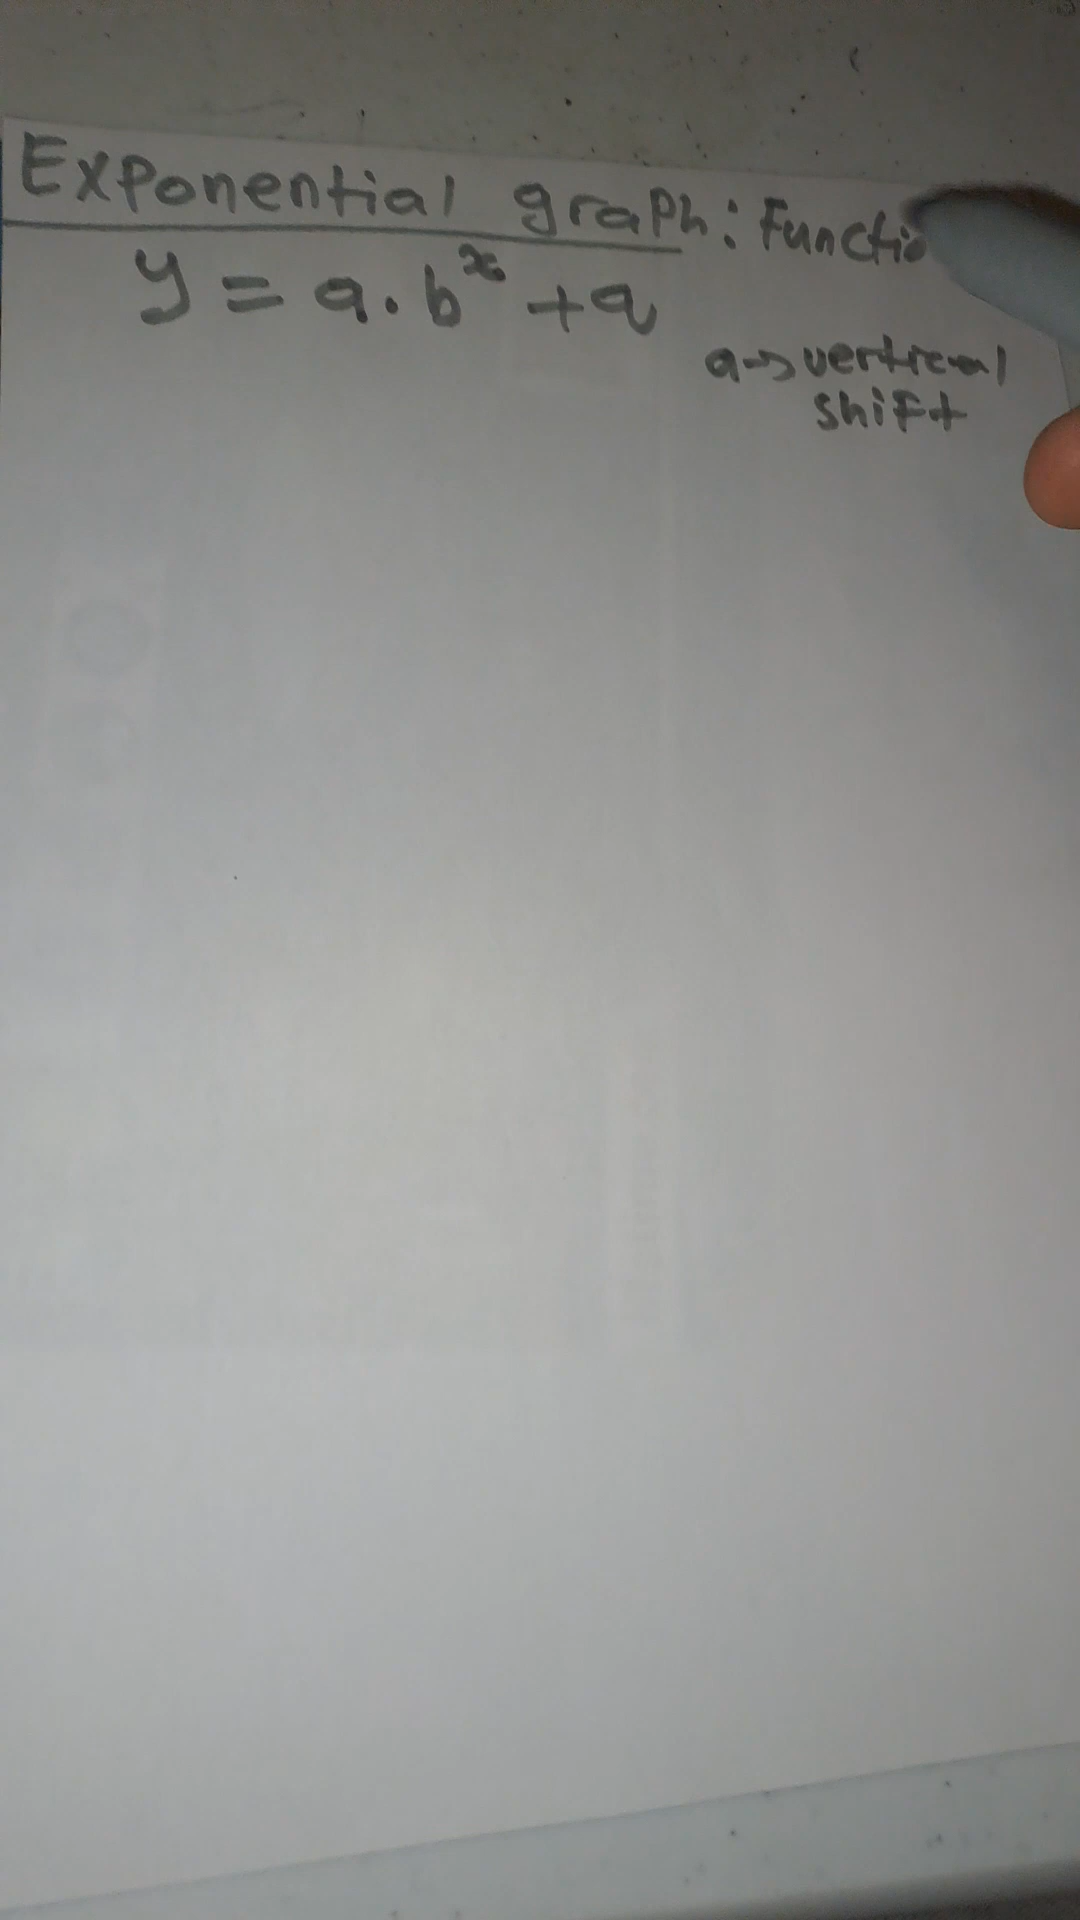 Exponential graph: Functio
y = a.b^x + q
a→ vertical
shift